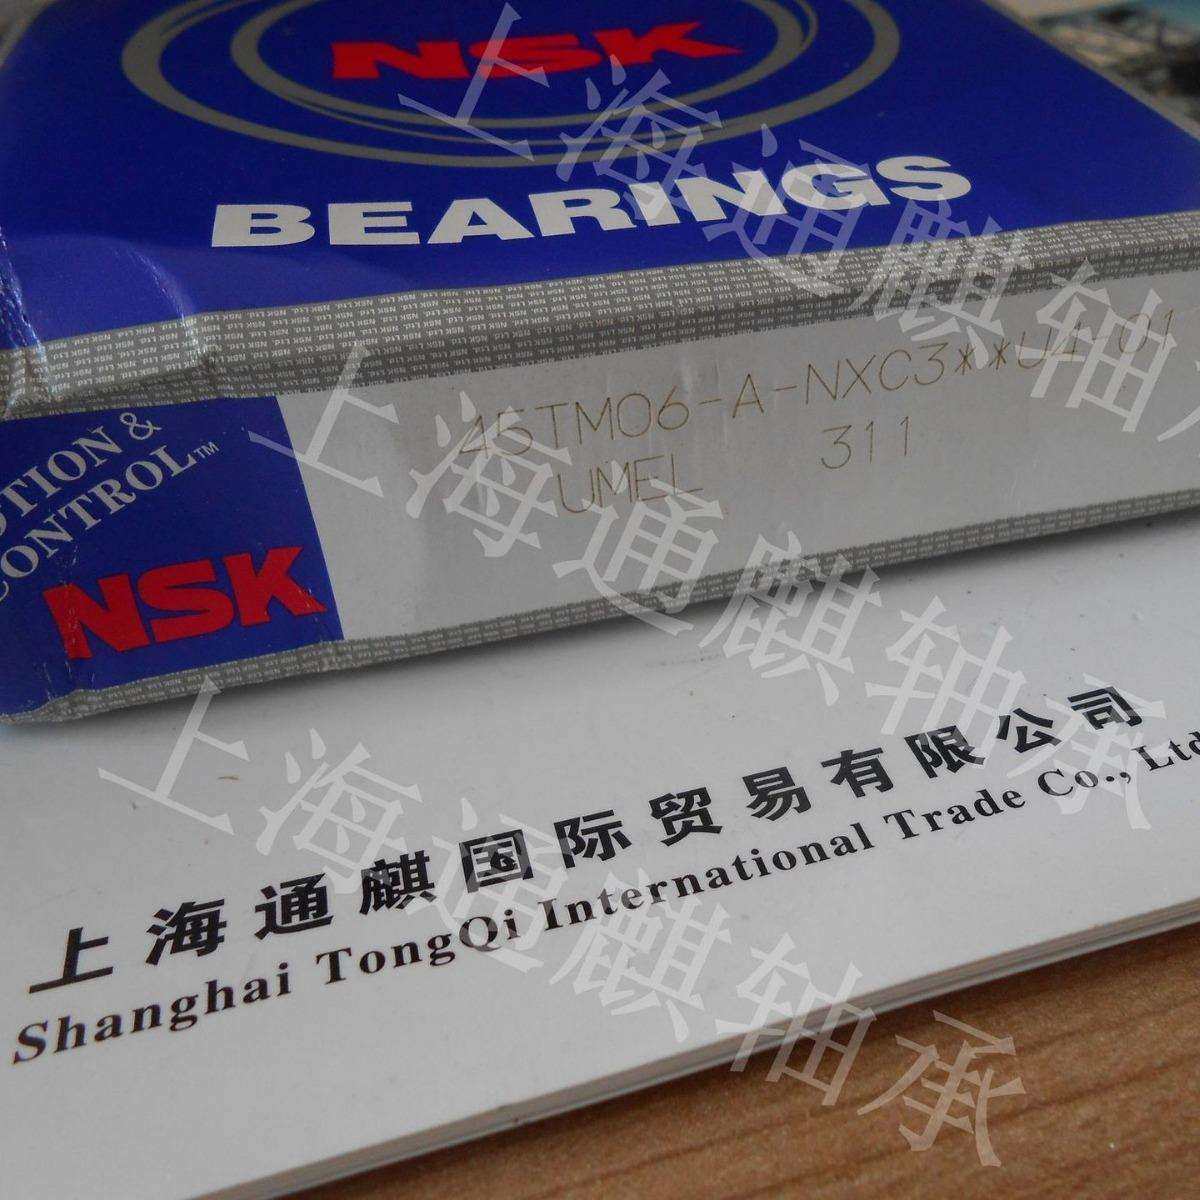 NSK
BEARINGS
45TM06-A-NXC3**U4-01
UMEL 311
OTION &
CONTROL™
NSK
上海通麒国际贸易有限公司
Shanghai TongQi International Trade Co., Ltd
上海通麒轴承
上海通麒轴承
上海通麒轴承